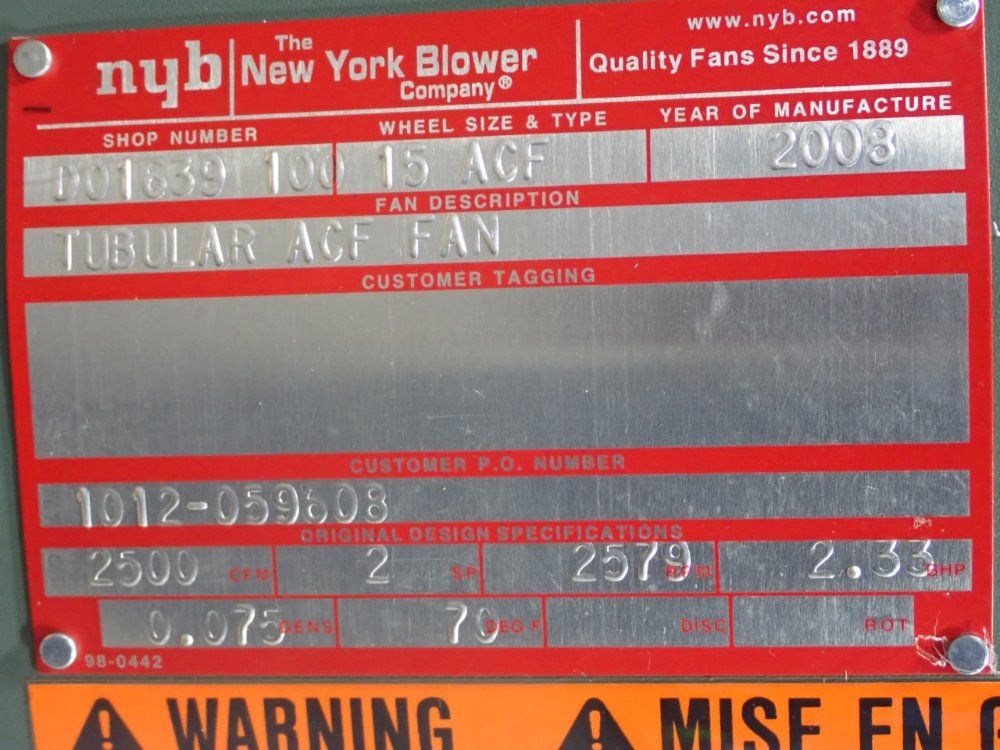 www.nyb.com
nyb The New York Blower Company®
Quality Fans Since 1889
SHOP NUMBER WHEEL SIZE & TYPE YEAR OF MANUFACTURE
D01639 100 15 ACF 2008
FAN DESCRIPTION
TUBULAR ACF FAN
CUSTOMER TAGGING
CUSTOMER P.O. NUMBER
1012-059608
ORIGINAL DESIGN SPECIFICATIONS
2500 CFM 2 SP 2579 RPM 2.33 BHP
0.075 DENS 70 DEG F DISC ROT
98-0442
WARNING MISE EN G